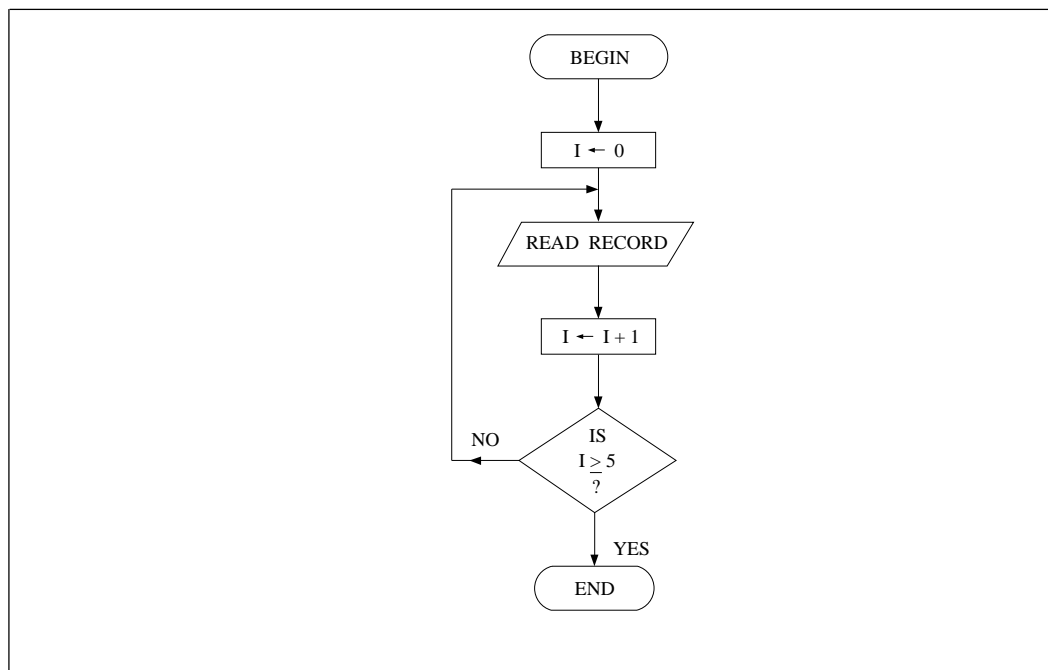 BEGIN
I ← 0
READ RECORD
I ← I + 1
IS
I ≥ 5
?
NO
YES
END